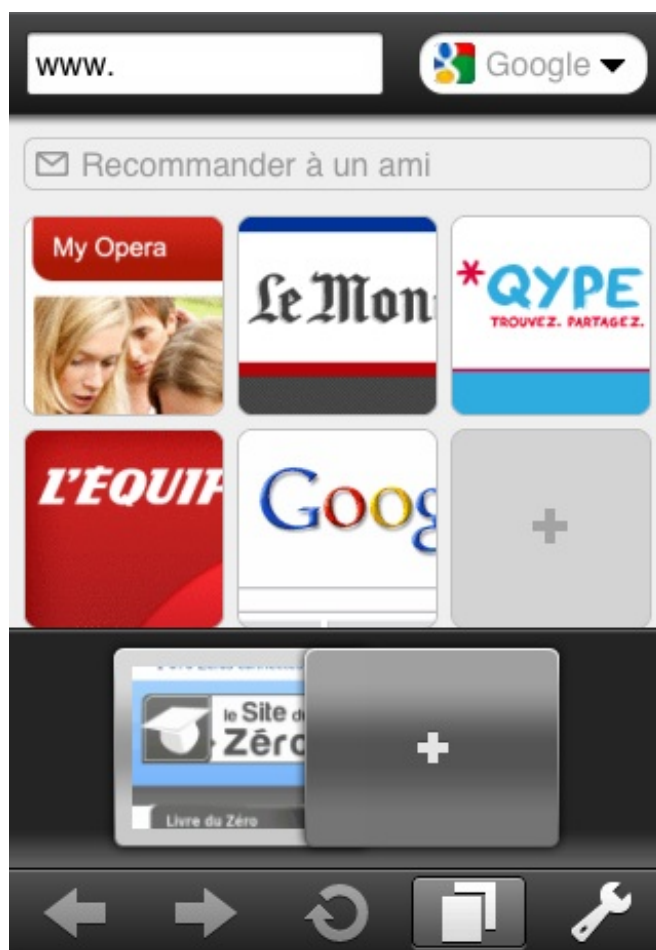 www.
Google
Recommander à un ami
My Opera
Le Mon
*QYPE
TROUVEZ. PARTAGEZ.
L'ÉQUIP
Goog
le Site du
Zéro
Livre du Zéro